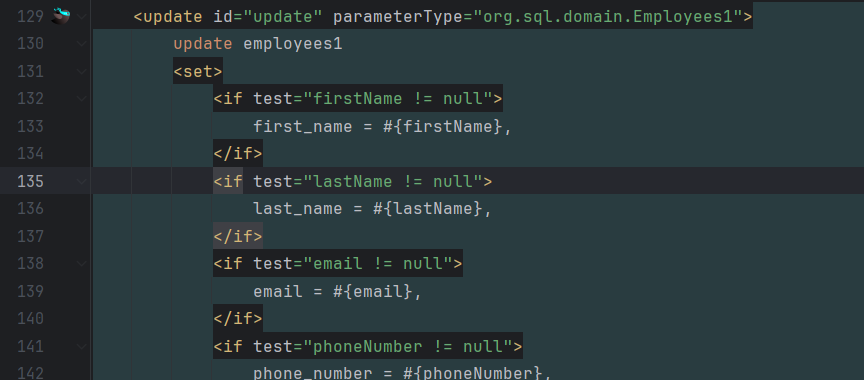 129 <update id="update" parameterType="org.sql.domain.Employees1">
130 update employees1
131 <set>
132 <if test="firstName != null">
133 first_name = #{firstName},
134 </if>
135 <if test="lastName != null">
136 last_name = #{lastName},
137 </if>
138 <if test="email != null">
139 email = #{email},
140 </if>
141 <if test="phoneNumber != null">
142 phone_number = #{phoneNumber},